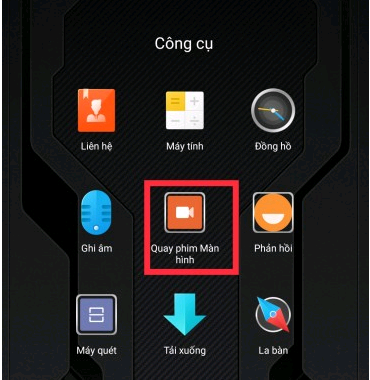 Công cụ
Liên hệ
Máy tính
Đồng hồ
Ghi âm
Quay phim Màn
hình
Phản hồi
Máy quét
Tải xuống
La bàn